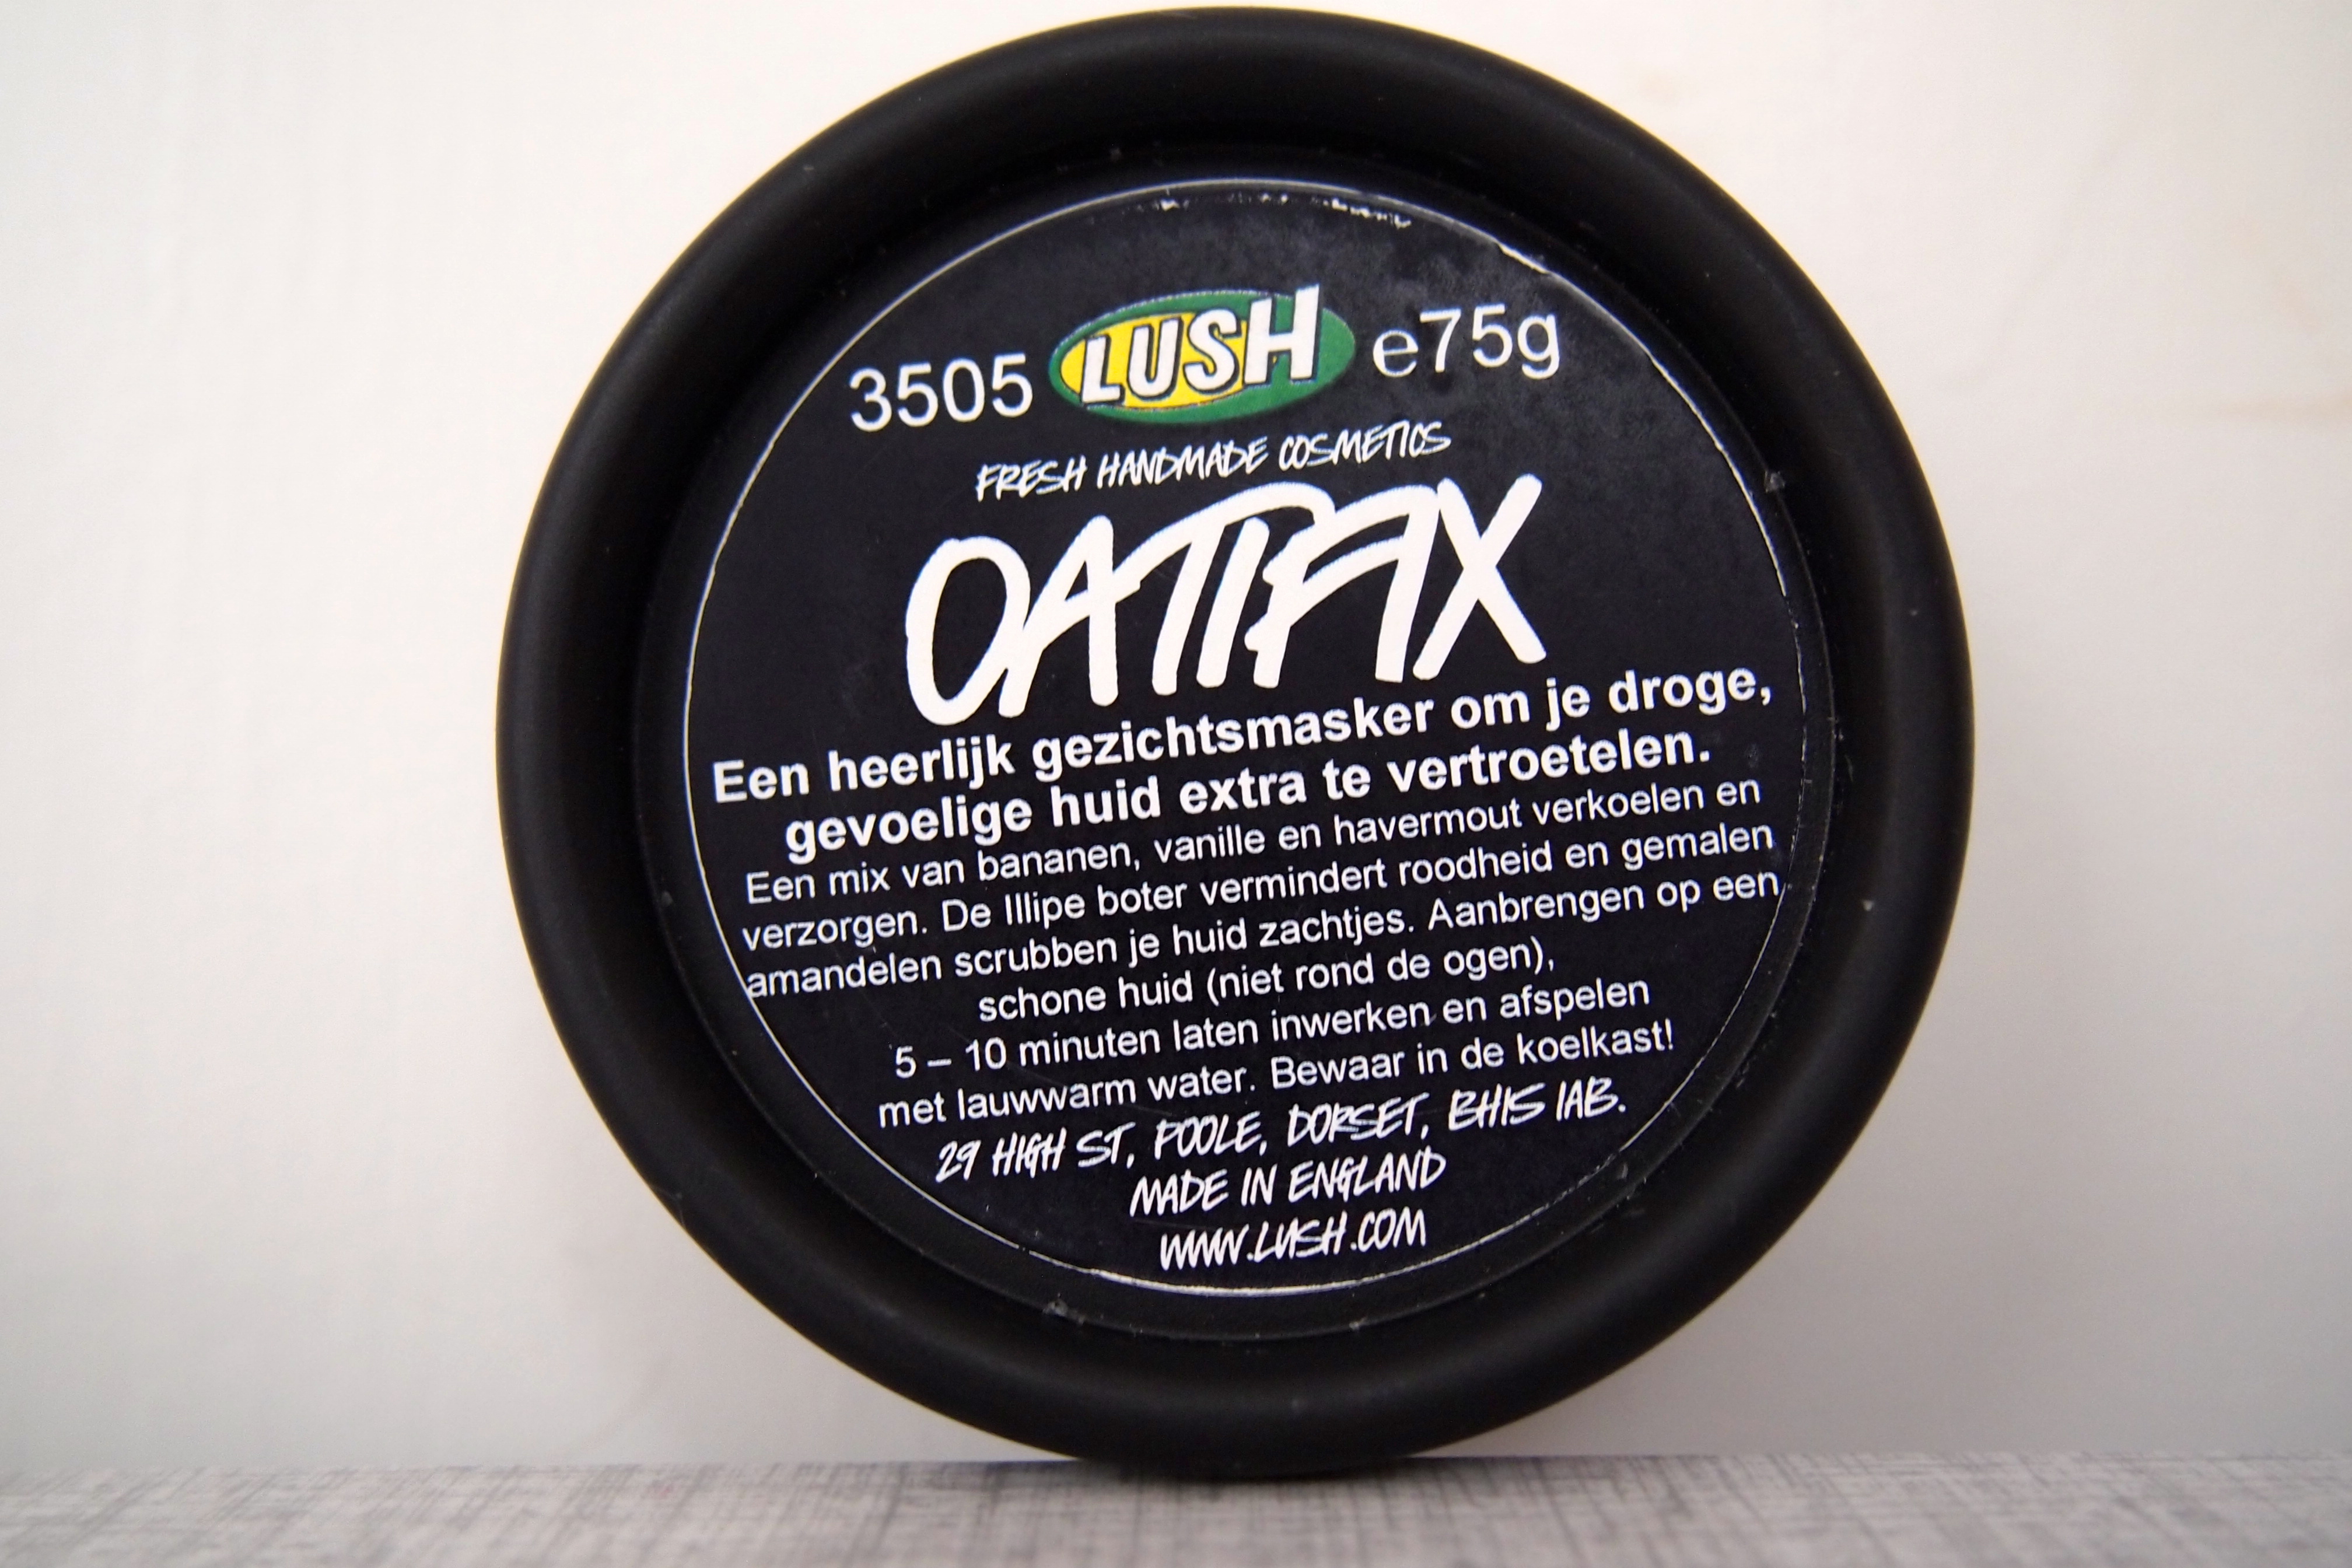 3505 LUSH e75g
FRESH HANDMADE COSMETICS
OATIFIX
Een heerlijk gezichtsmasker om je droge,
gevoelige huid extra te vertroetelen.
Een mix van bananen, vanille en havermout verkoelen en
verzorgen. De Illipe boter vermindert roodheid en gemalen
amandelen scrubben je huid zachtjes. Aanbrengen op een
schone huid (niet rond de ogen),
5 – 10 minuten laten inwerken en afspelen
met lauwwarm water. Bewaar in de koelkast!
29 HIGH ST, POOLE, DORSET, BH15 1AB.
MADE IN ENGLAND
WWW.LUSH.COM